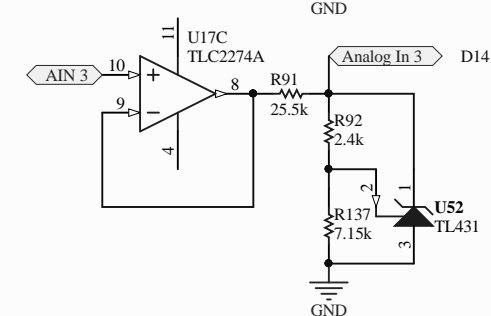 GND
11
U17C
TLC2274A
AIN 3
10
9
8
4
R91
25.5k
Analog In 3
D14
R92
2.4k
2
1
U52
TL431
R137
7.15k
3
GND